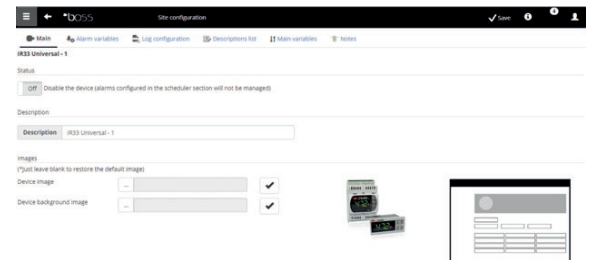 boss
Site configuration
Save
4
Main
Alarm variables
Log configuration
Descriptions list
Main variables
Notes
IR33 Universal - 1
Status
Off
Disable the device (alarms configured in the scheduler section will not be managed)
Description
Description
IR33 Universal - 1
Images
(*Just leave blank to restore the default image)
Device image
...
Device background image
...